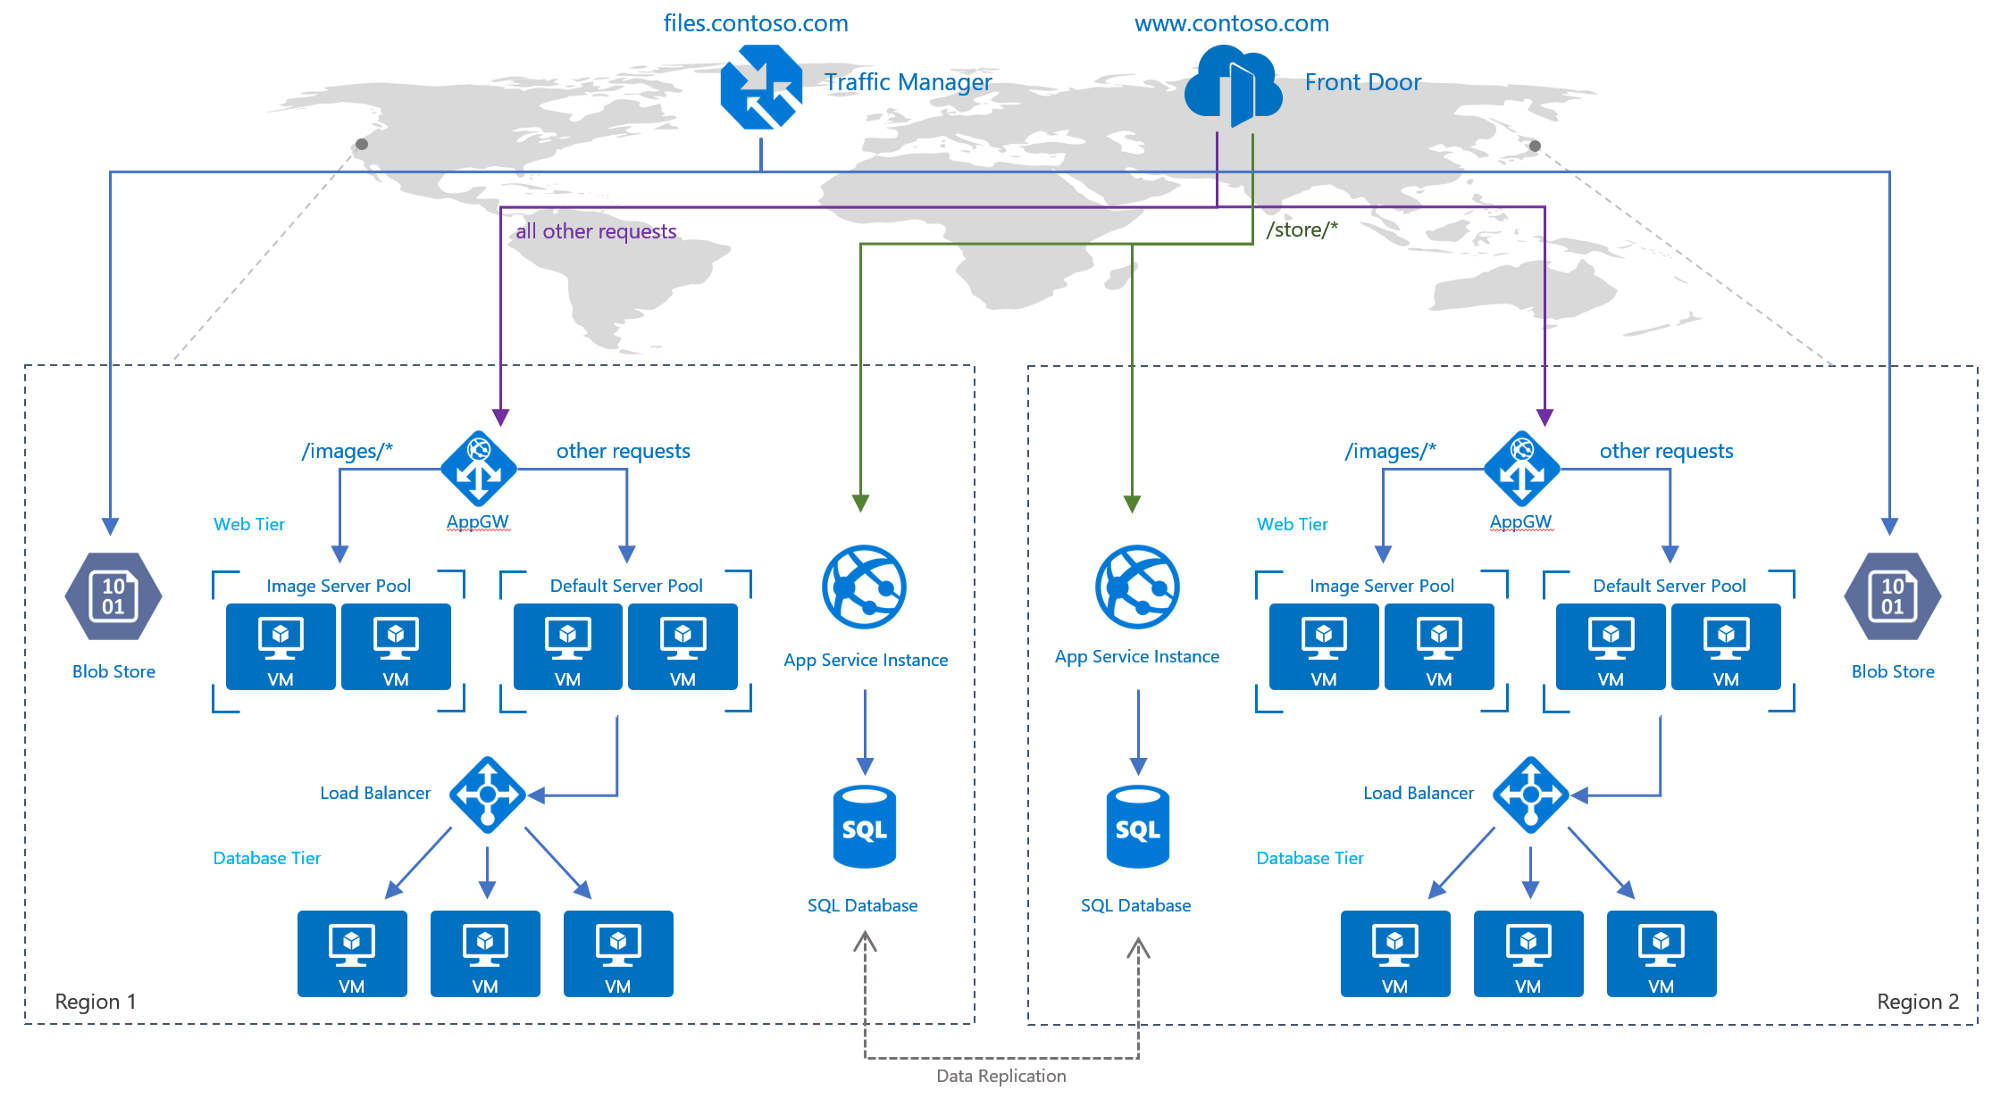 files.contoso.com
www.contoso.com
Traffic Manager
Front Door
all other requests
/store/*
/images/*
other requests
AppGW
Web Tier
Image Server Pool
Default Server Pool
10
01
VM
VM
VM
VM
Blob Store
App Service Instance
Load Balancer
SQL
Database Tier
SQL Database
VM
VM
VM
Region 1
/images/*
other requests
AppGW
Web Tier
Image Server Pool
Default Server Pool
10
01
VM
VM
VM
VM
App Service Instance
Blob Store
Load Balancer
SQL
Database Tier
SQL Database
VM
VM
VM
Region 2
Data Replication